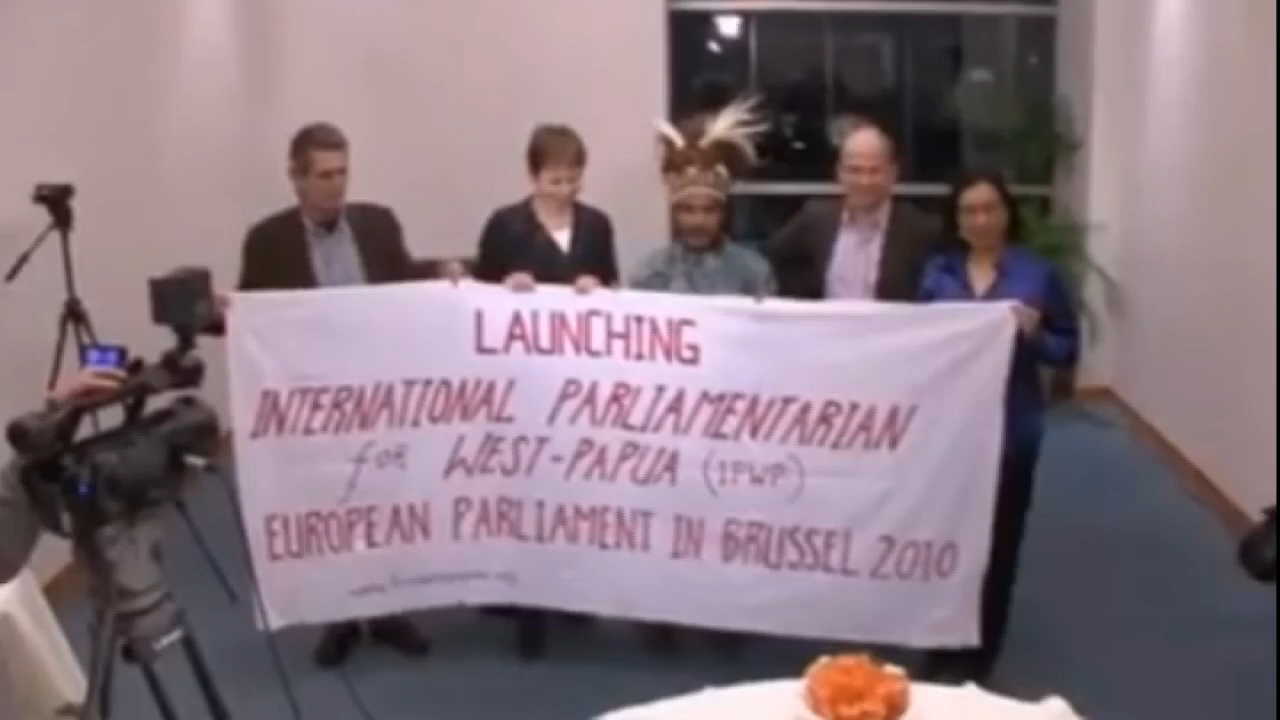 LAUNCHING
INTERNATIONAL PARLIAMENTARIAN
for WEST-PAPUA (IPWP)
EUROPEAN PARLIAMENT IN BRUSSEL 2010